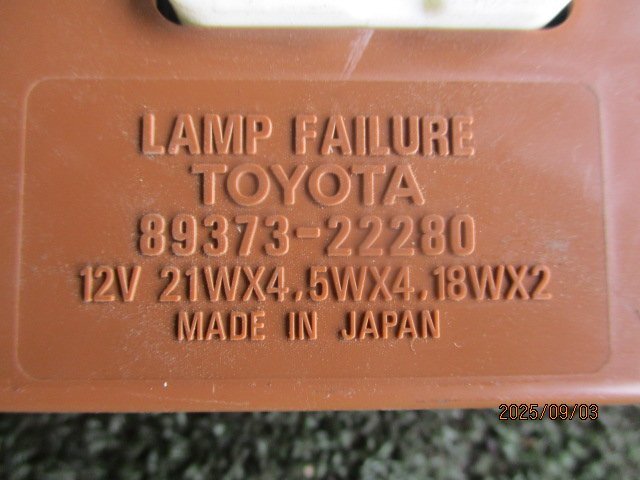 LAMP FAILURE
TOYOTA
89373-22280
12V 21WX4.5WX4.18WX2
MADE IN JAPAN
2025/09/03